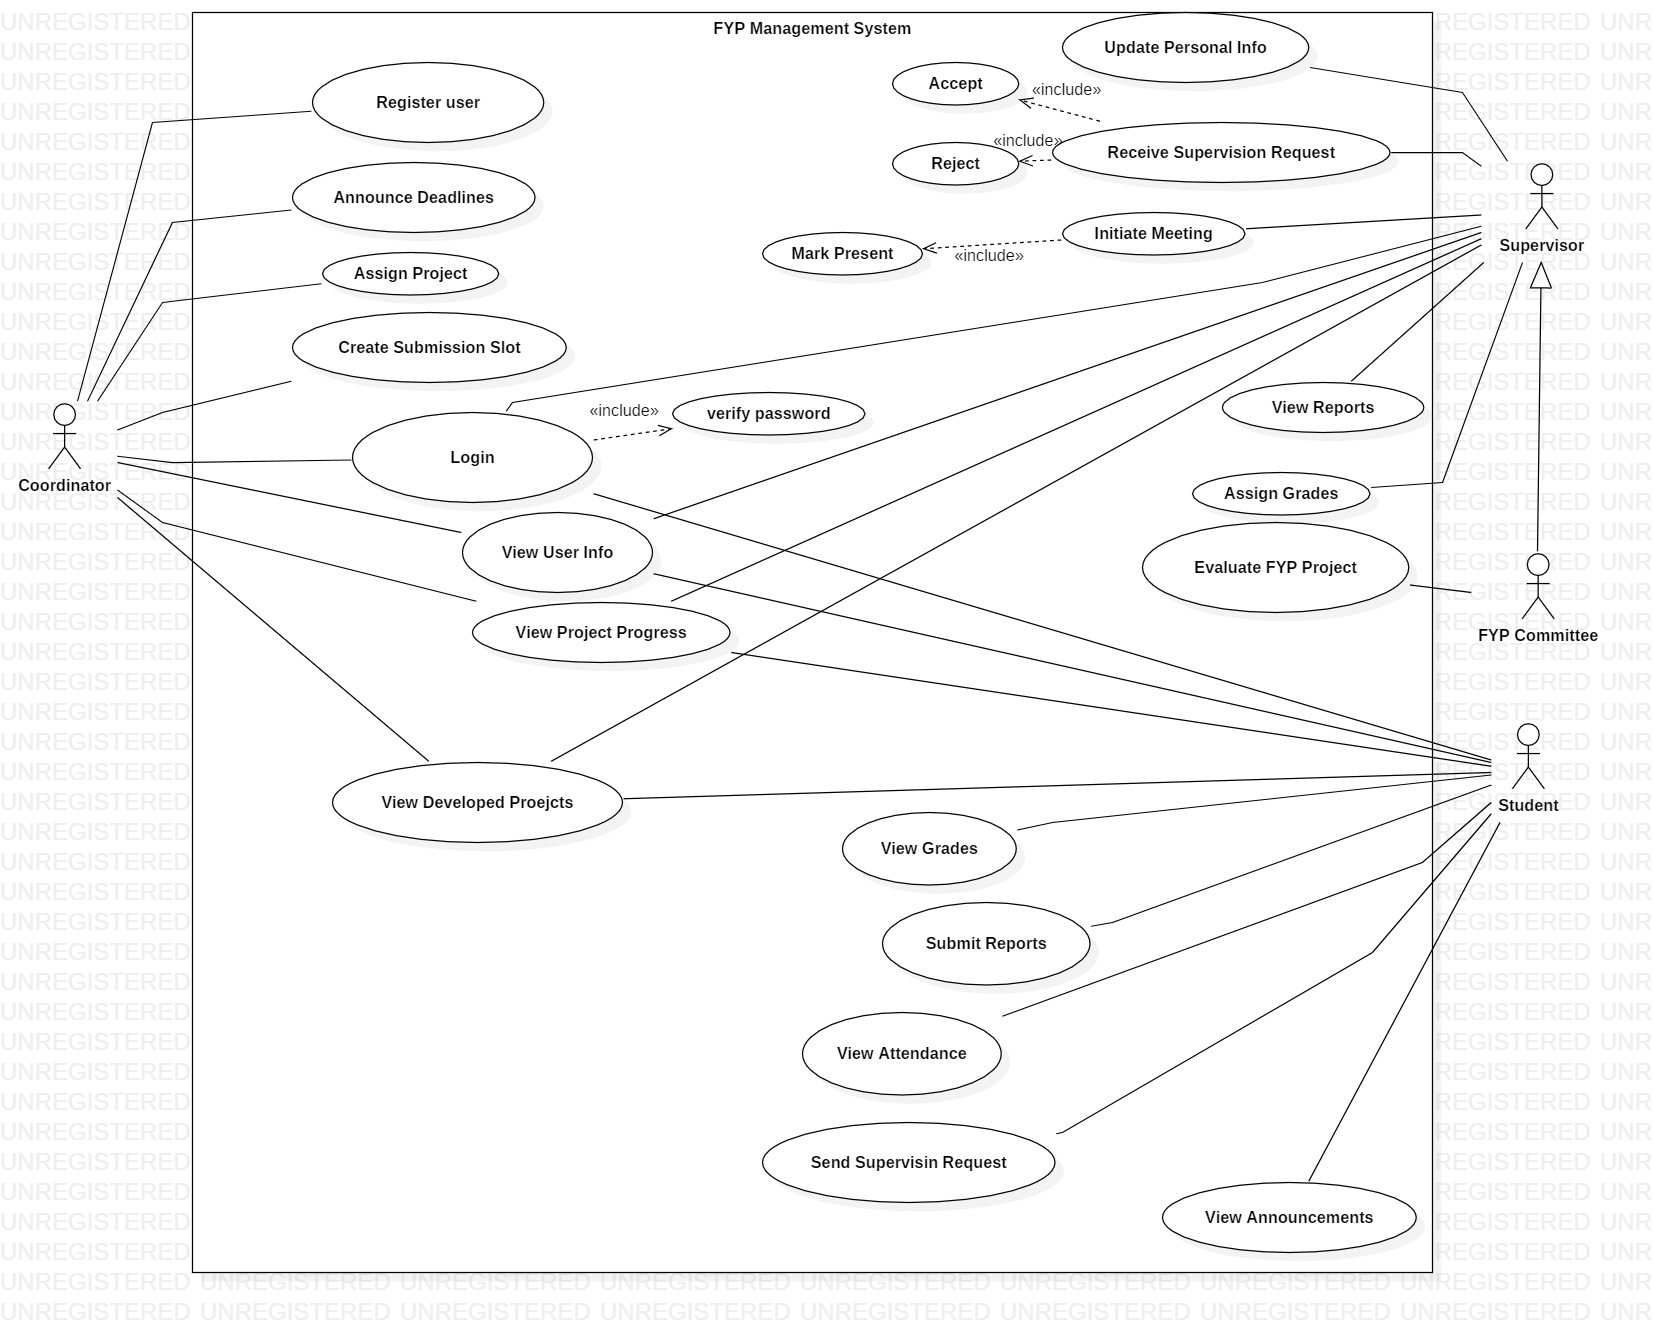 FYP Management System
Update Personal Info
Accept
«include»
Register user
«include»
Receive Supervision Request
Reject
Announce Deadlines
Initiate Meeting
Supervisor
Mark Present
«include»
Assign Project
Create Submission Slot
View Reports
«include»
verify password
Login
Coordinator
Assign Grades
View User Info
Evaluate FYP Project
View Project Progress
FYP Committee
View Developed Proejcts
Student
View Grades
Submit Reports
View Attendance
Send Supervisin Request
View Announcements
UNREGISTERED